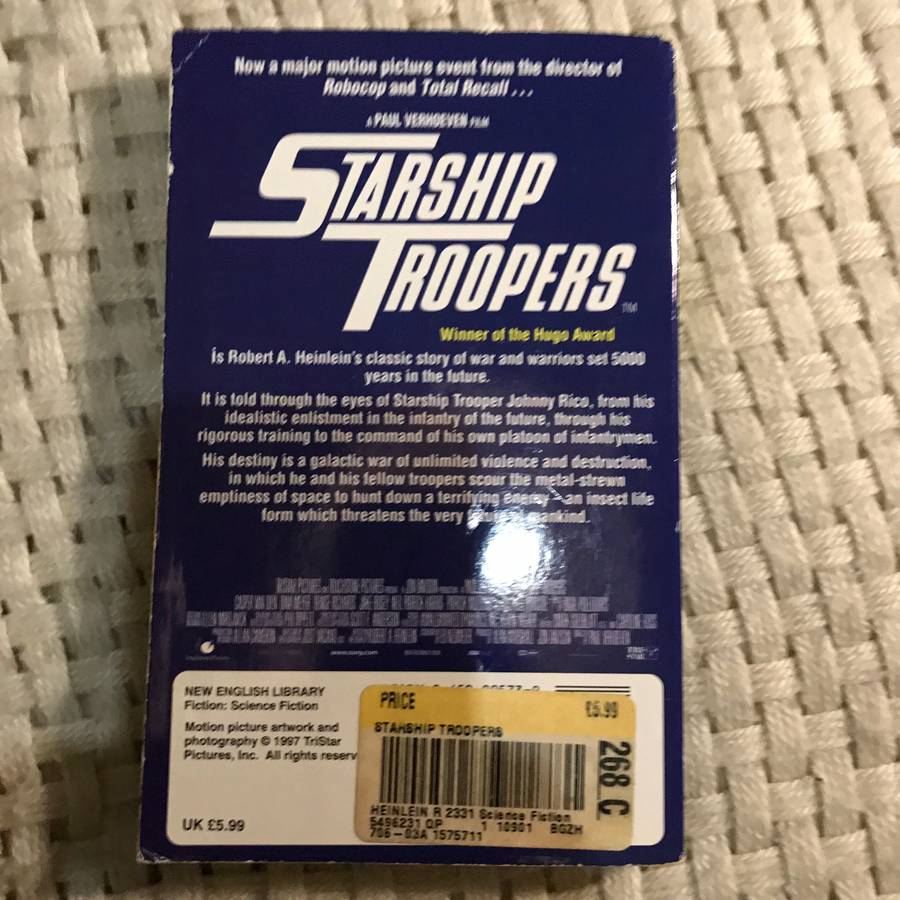 Now a major motion picture event from the director of
Robocop and Total Recall . . .
A PAUL VERHOEVEN FILM
STARSHIP
TROOPERS
TM
Winner of the Hugo Award
is Robert A. Heinlein's classic story of war and warriors set 5000
years in the future.
It is told through the eyes of Starship Trooper Johnny Rico, from his
idealistic enlistment in the infantry of the future, through his
rigorous training to the command of his own platoon of infantrymen.
His destiny is a galactic war of unlimited violence and destruction,
in which he and his fellow troopers scour the metal-strewn
emptiness of space to hunt down a terrifying enemy – an insect life
form which threatens the very mankind.
www.sony.com
NEW ENGLISH LIBRARY
Fiction: Science Fiction
Motion picture artwork and
photography © 1997 TriStar
Pictures, Inc. All rights reserv
UK £5.99
PRICE £5.99
STARSHIP TROOPERS
268 C
HEINLEIN R 2331 Science Fiction
5496231 QP 1 10901 BGZH
706-03A 1575711